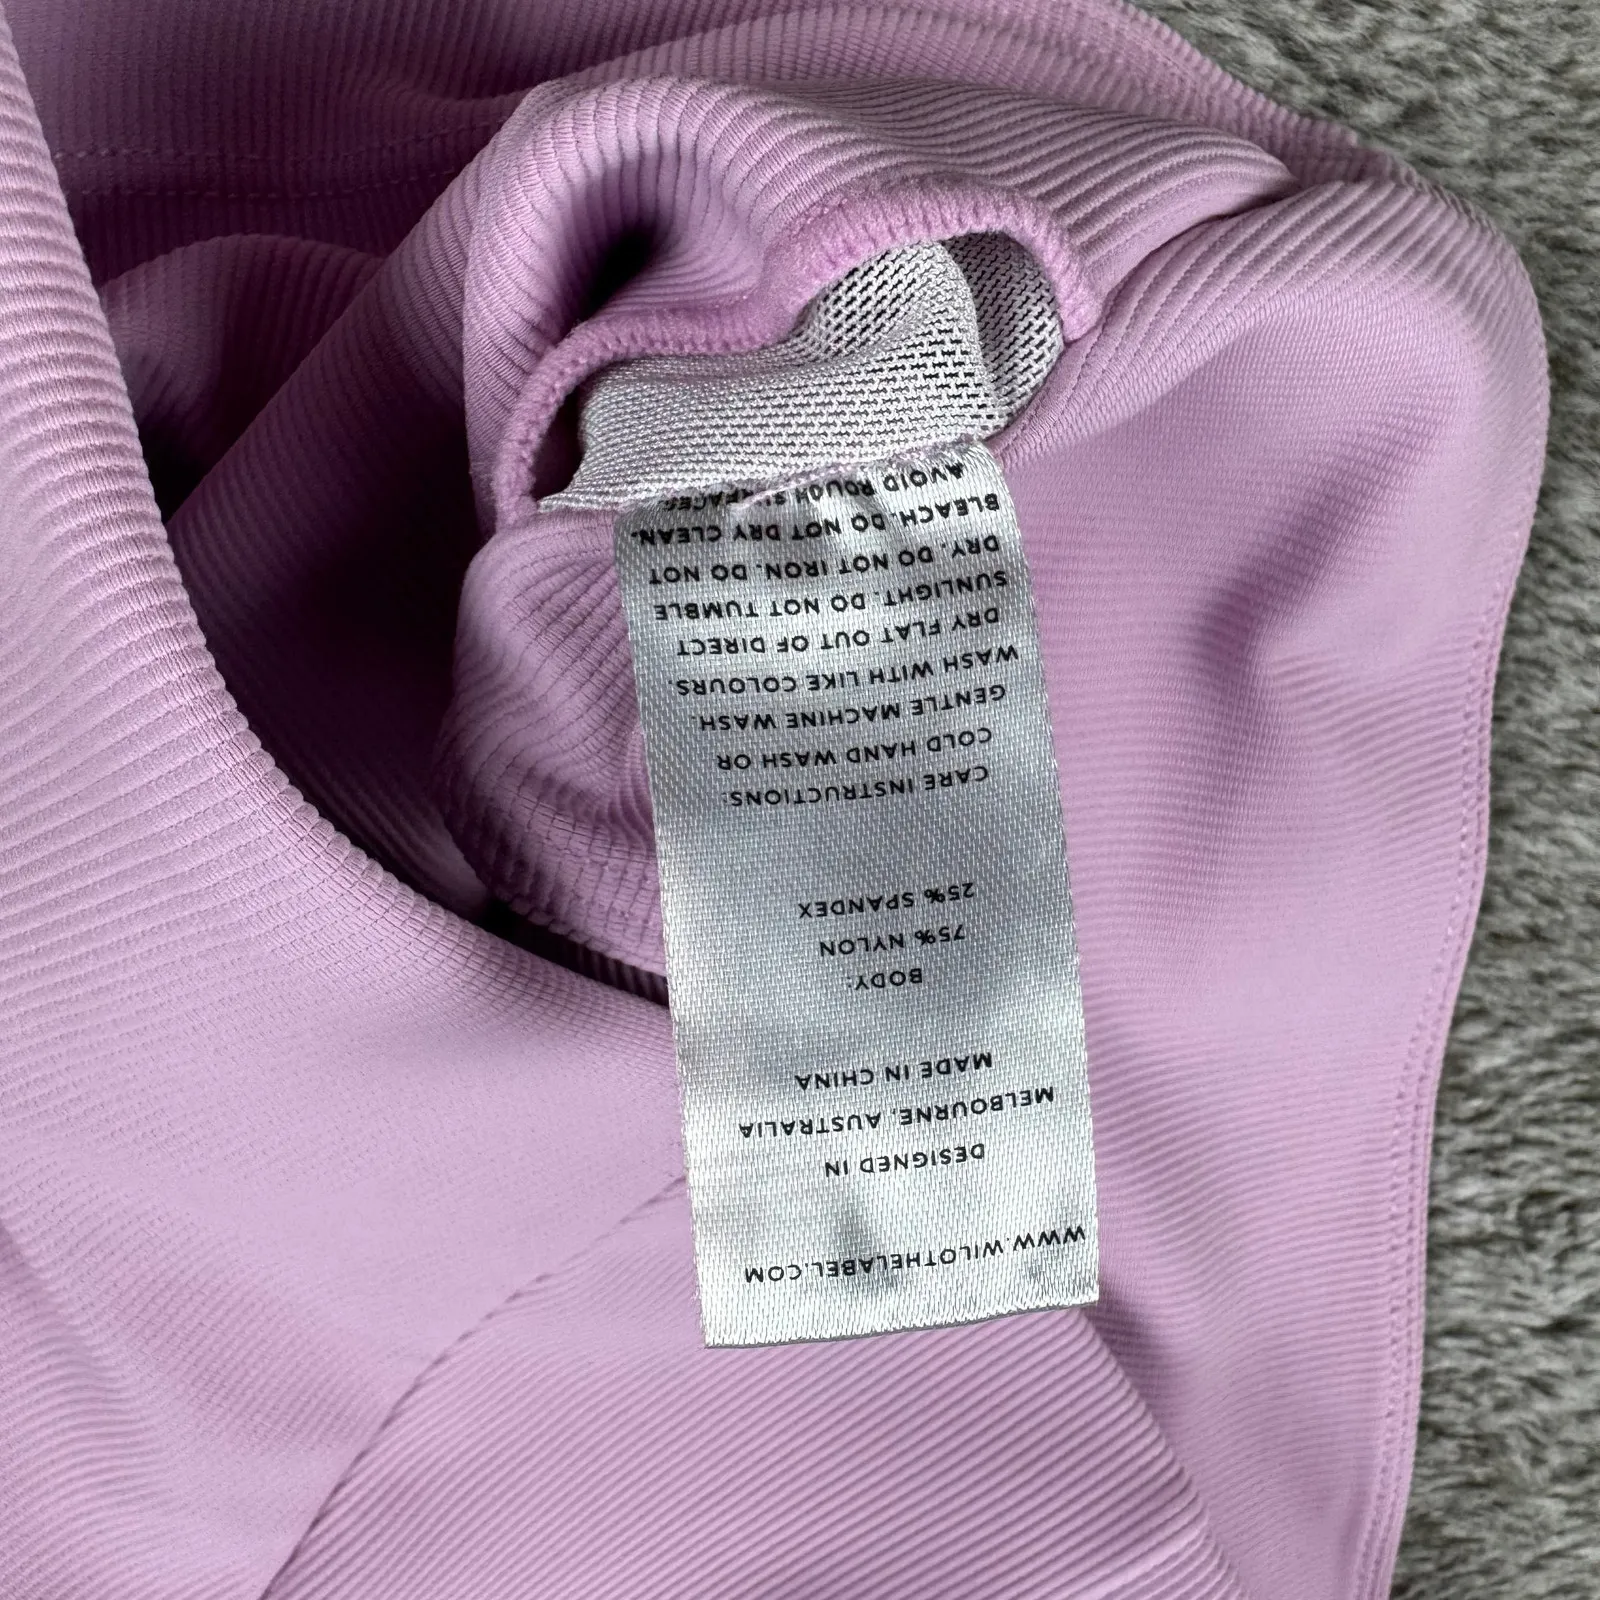 WWW.WILOTHELABEL.COM
DESIGNED IN
MELBOURNE, AUSTRALIA
MADE IN CHINA
BODY:
75% NYLON
25% SPANDEX
CARE INSTRUCTIONS:
COLD HAND WASH OR
GENTLE MACHINE WASH.
WASH WITH LIKE COLOURS.
DRY FLAT OUT OF DIRECT
SUNLIGHT. DO NOT TUMBLE
DRY. DO NOT IRON. DO NOT
BLEACH. DO NOT DRY CLEAN.
AVOID ROUGH SURFACES.